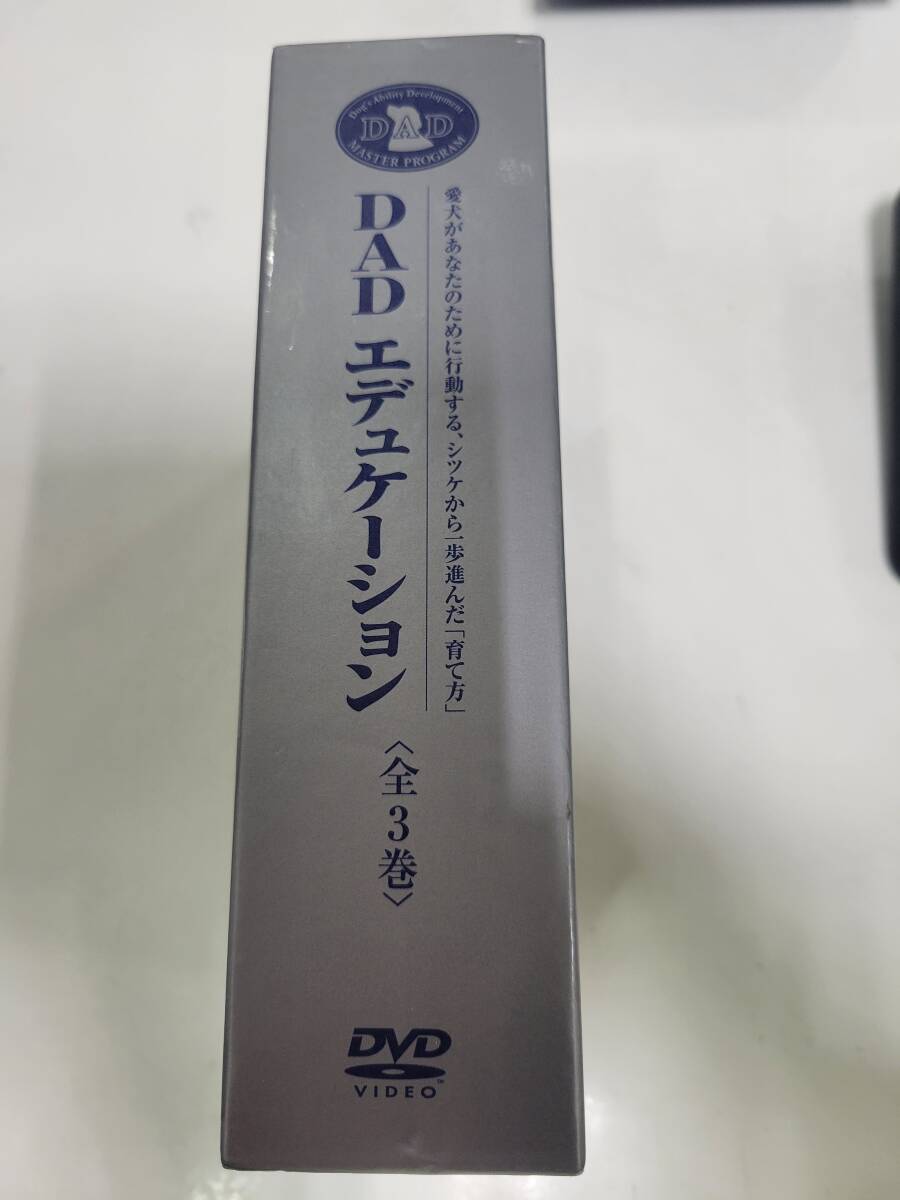 Dog's Ability Development
DAD
MASTER PROGRAM
愛犬があなたのために行動する、シツケから一歩進んだ「育て方」
DAD エデュケーション
〈全3巻〉
DVD
VIDEO
TM